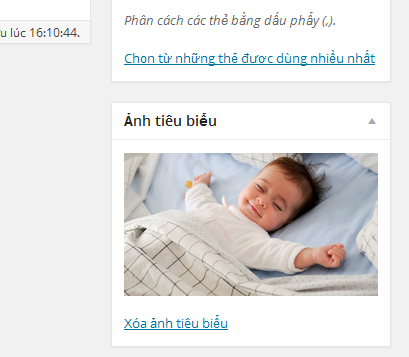 Phân cách các thẻ bằng dấu phẩy (,).
u lúc 16:10:44.
Chọn từ những thẻ được dùng nhiều nhất
Ảnh tiêu biểu
Xóa ảnh tiêu biểu